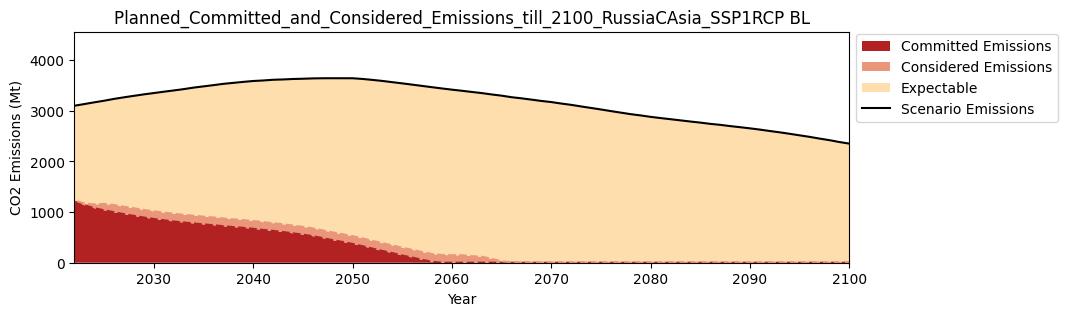 Planned_Committed_and_Considered_Emissions_till_2100_RussiaCAsia_SSP1RCP BL
CO2 Emissions (Mt)
4000
3000
2000
1000
0
2030 2040 2050 2060 2070 2080 2090 2100
Year
Committed Emissions
Considered Emissions
Expectable
Scenario Emissions